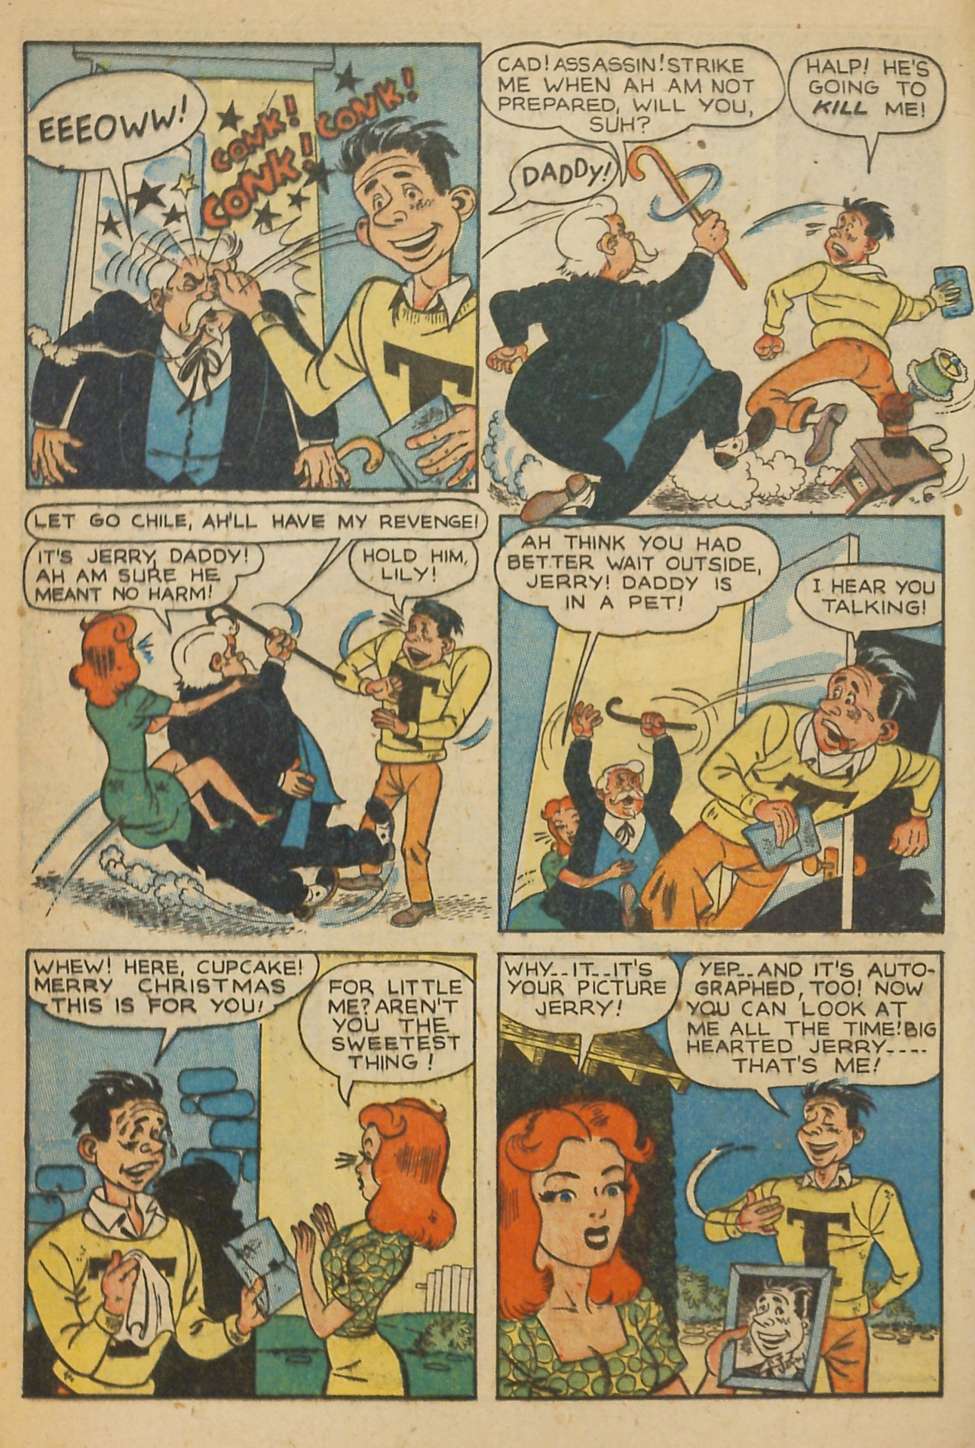 EEEOWW!
CONK!
CONK!
CONK!
T
CAD! ASSASSIN! STRIKE
ME WHEN AH AM NOT
PREPARED, WILL YOU,
SUH?
DADDY!
HALP! HE'S
GOING TO
KILL ME!
LET GO CHILE, AH'LL HAVE MY REVENGE!
IT'S JERRY, DADDY!
AH AM SURE HE
MEANT NO HARM!
HOLD HIM,
LILY!
T
AH THINK YOU HAD
BETTER WAIT OUTSIDE,
JERRY! DADDY IS
IN A PET!
I HEAR YOU
TALKING!
T
WHEW! HERE, CUPCAKE!
MERRY CHRISTMAS
THIS IS FOR YOU!
FOR LITTLE
ME? AREN'T
YOU THE
SWEETEST
THING!
T
WHY--IT--IT'S
YOUR PICTURE
JERRY!
YEP--AND IT'S AUTO-
GRAPHED, TOO! NOW
YOU CAN LOOK AT
ME ALL THE TIME! BIG
HEARTED JERRY----
THAT'S ME!
T